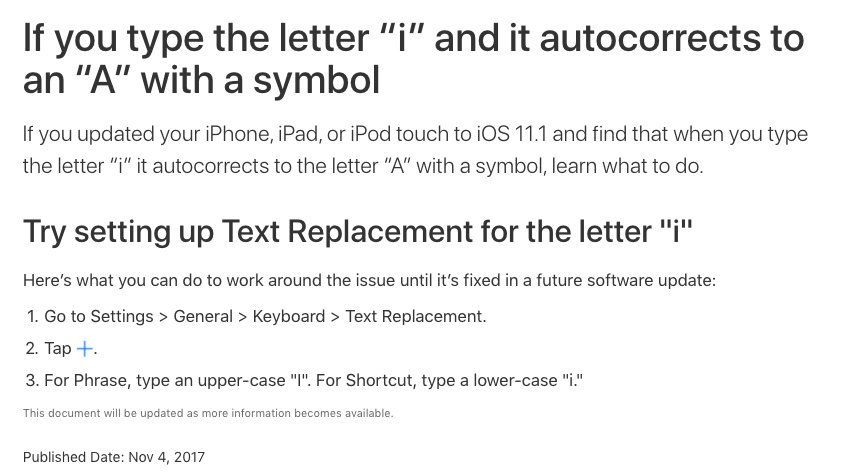 If you type the letter “i” and it autocorrects to
an “A” with a symbol
If you updated your iPhone, iPad, or iPod touch to iOS 11.1 and find that when you type
the letter “i” it autocorrects to the letter “A” with a symbol, learn what to do.
Try setting up Text Replacement for the letter "i"
Here’s what you can do to work around the issue until it’s fixed in a future software update:
1. Go to Settings > General > Keyboard > Text Replacement.
2. Tap +.
3. For Phrase, type an upper-case "I". For Shortcut, type a lower-case "i."
This document will be updated as more information becomes available.
Published Date: Nov 4, 2017